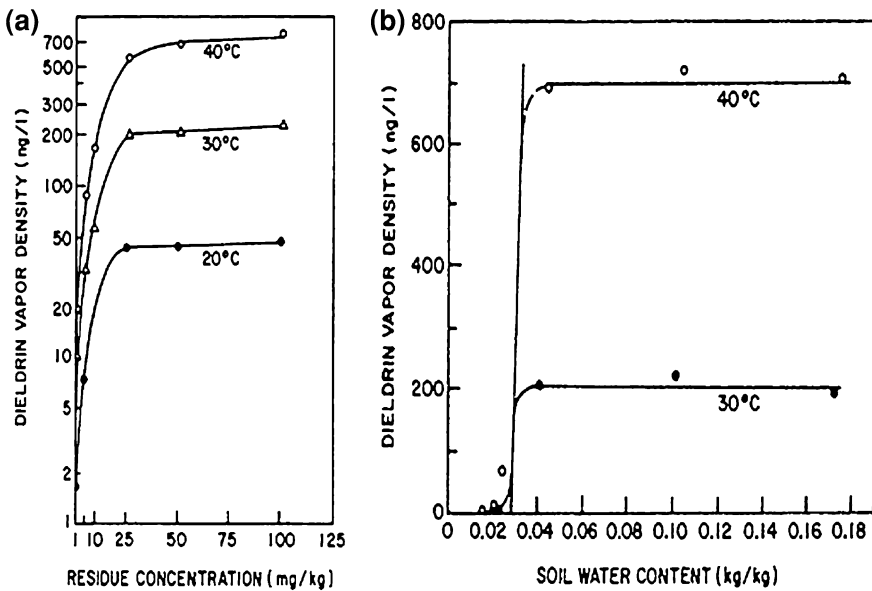 (a)
DIELDRIN VAPOR DENSITY (ng/l)
700
500
300
200
100
50
20
10
5
2
1
40°C
30°C
20°C
1 10 25 50 75 100 125
RESIDUE CONCENTRATION (mg/kg)
(b)
DIELDRIN VAPOR DENSITY (ng/l)
800
600
400
200
0
40°C
30°C
0 0.04 0.06 0.08 0.10 0.12 0.14 0.16 0.18
SOIL WATER CONTENT (kg/kg)